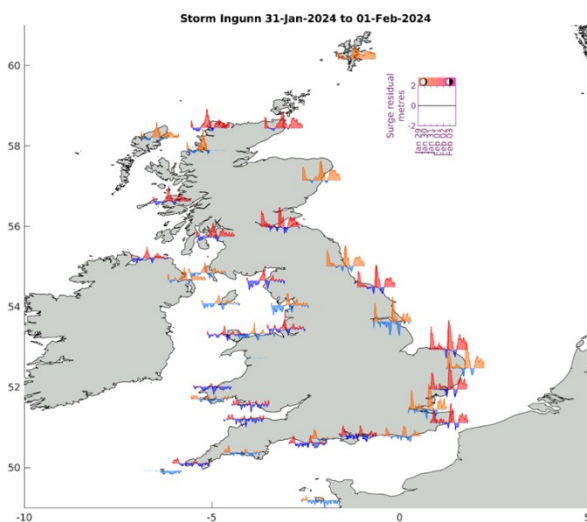 Storm Ingunn 31-Jan-2024 to 01-Feb-2024
60
58
56
54
52
50
-10
-5
0
5
Surge residual
metres
2
0
-2
Jan 29
Jan 30
Jan 31
Feb 01
Feb 02
Feb 03